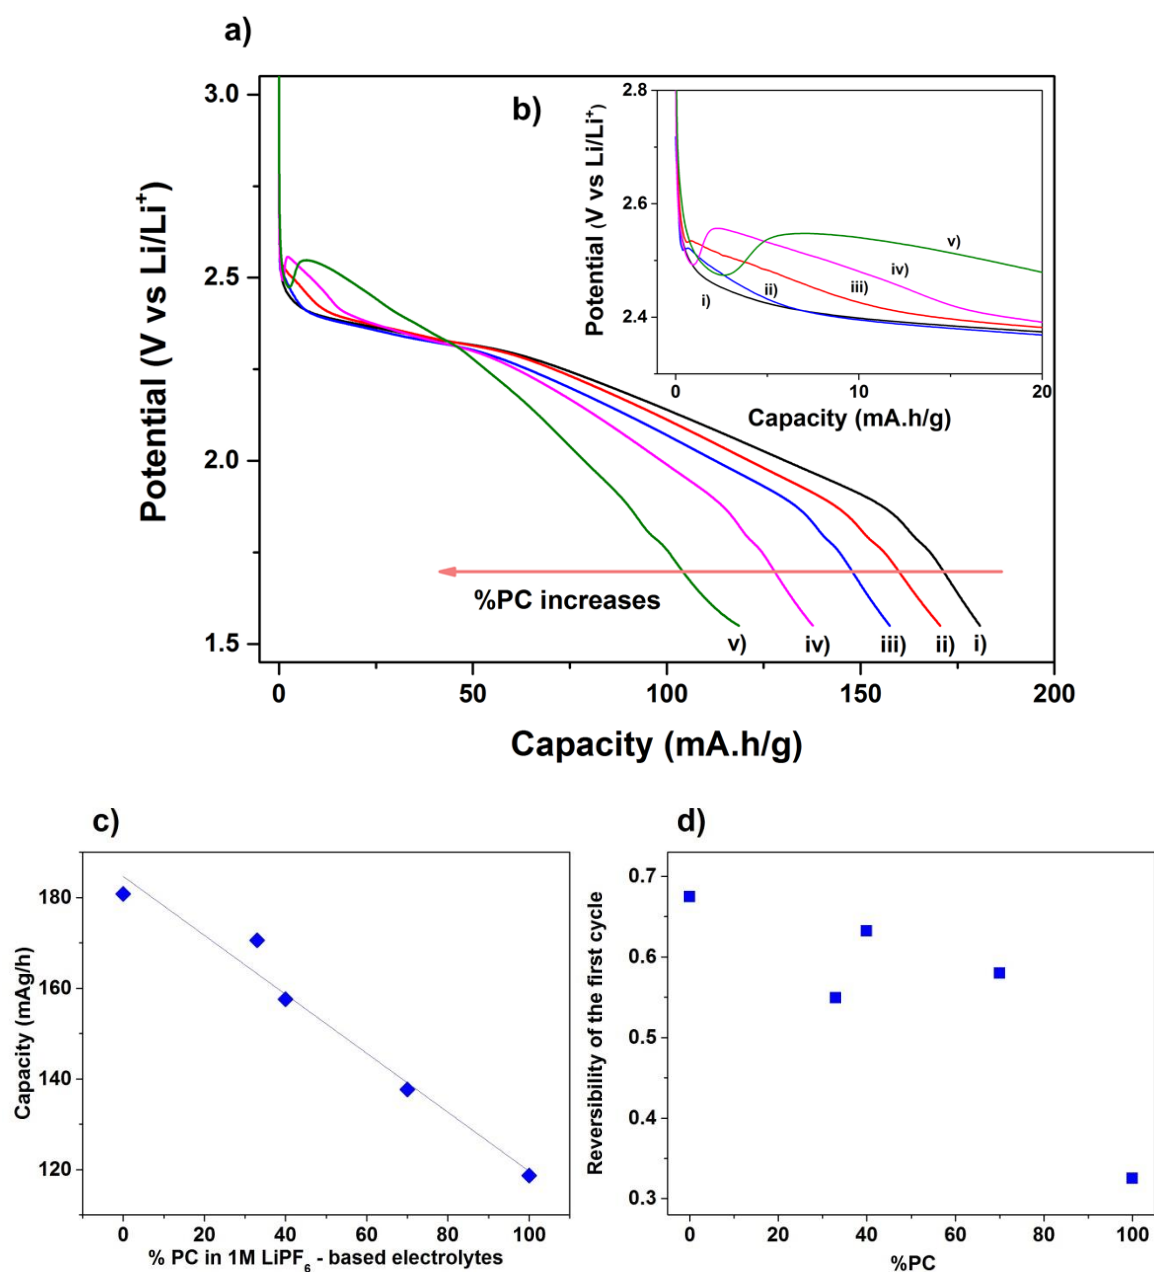 a)
3.0
2.5
2.0
1.5
Potential (V vs Li/Li⁺)
0 50 100 150 200
Capacity (mA.h/g)
%PC increases
v) iv) iii) ii) i)
b)
2.8
2.6
2.4
Potential (V vs Li/Li⁺)
v)
iv)
iii)
ii)
i)
0 10 20
Capacity (mA.h/g)
c)
180
160
140
120
Capacity (mAg/h)
0 20 40 60 80 100
% PC in 1M LiPF₆ - based electrolytes
d)
0.7
0.6
0.5
0.4
0.3
Reversibility of the first cycle
0 20 40 60 80 100
%PC